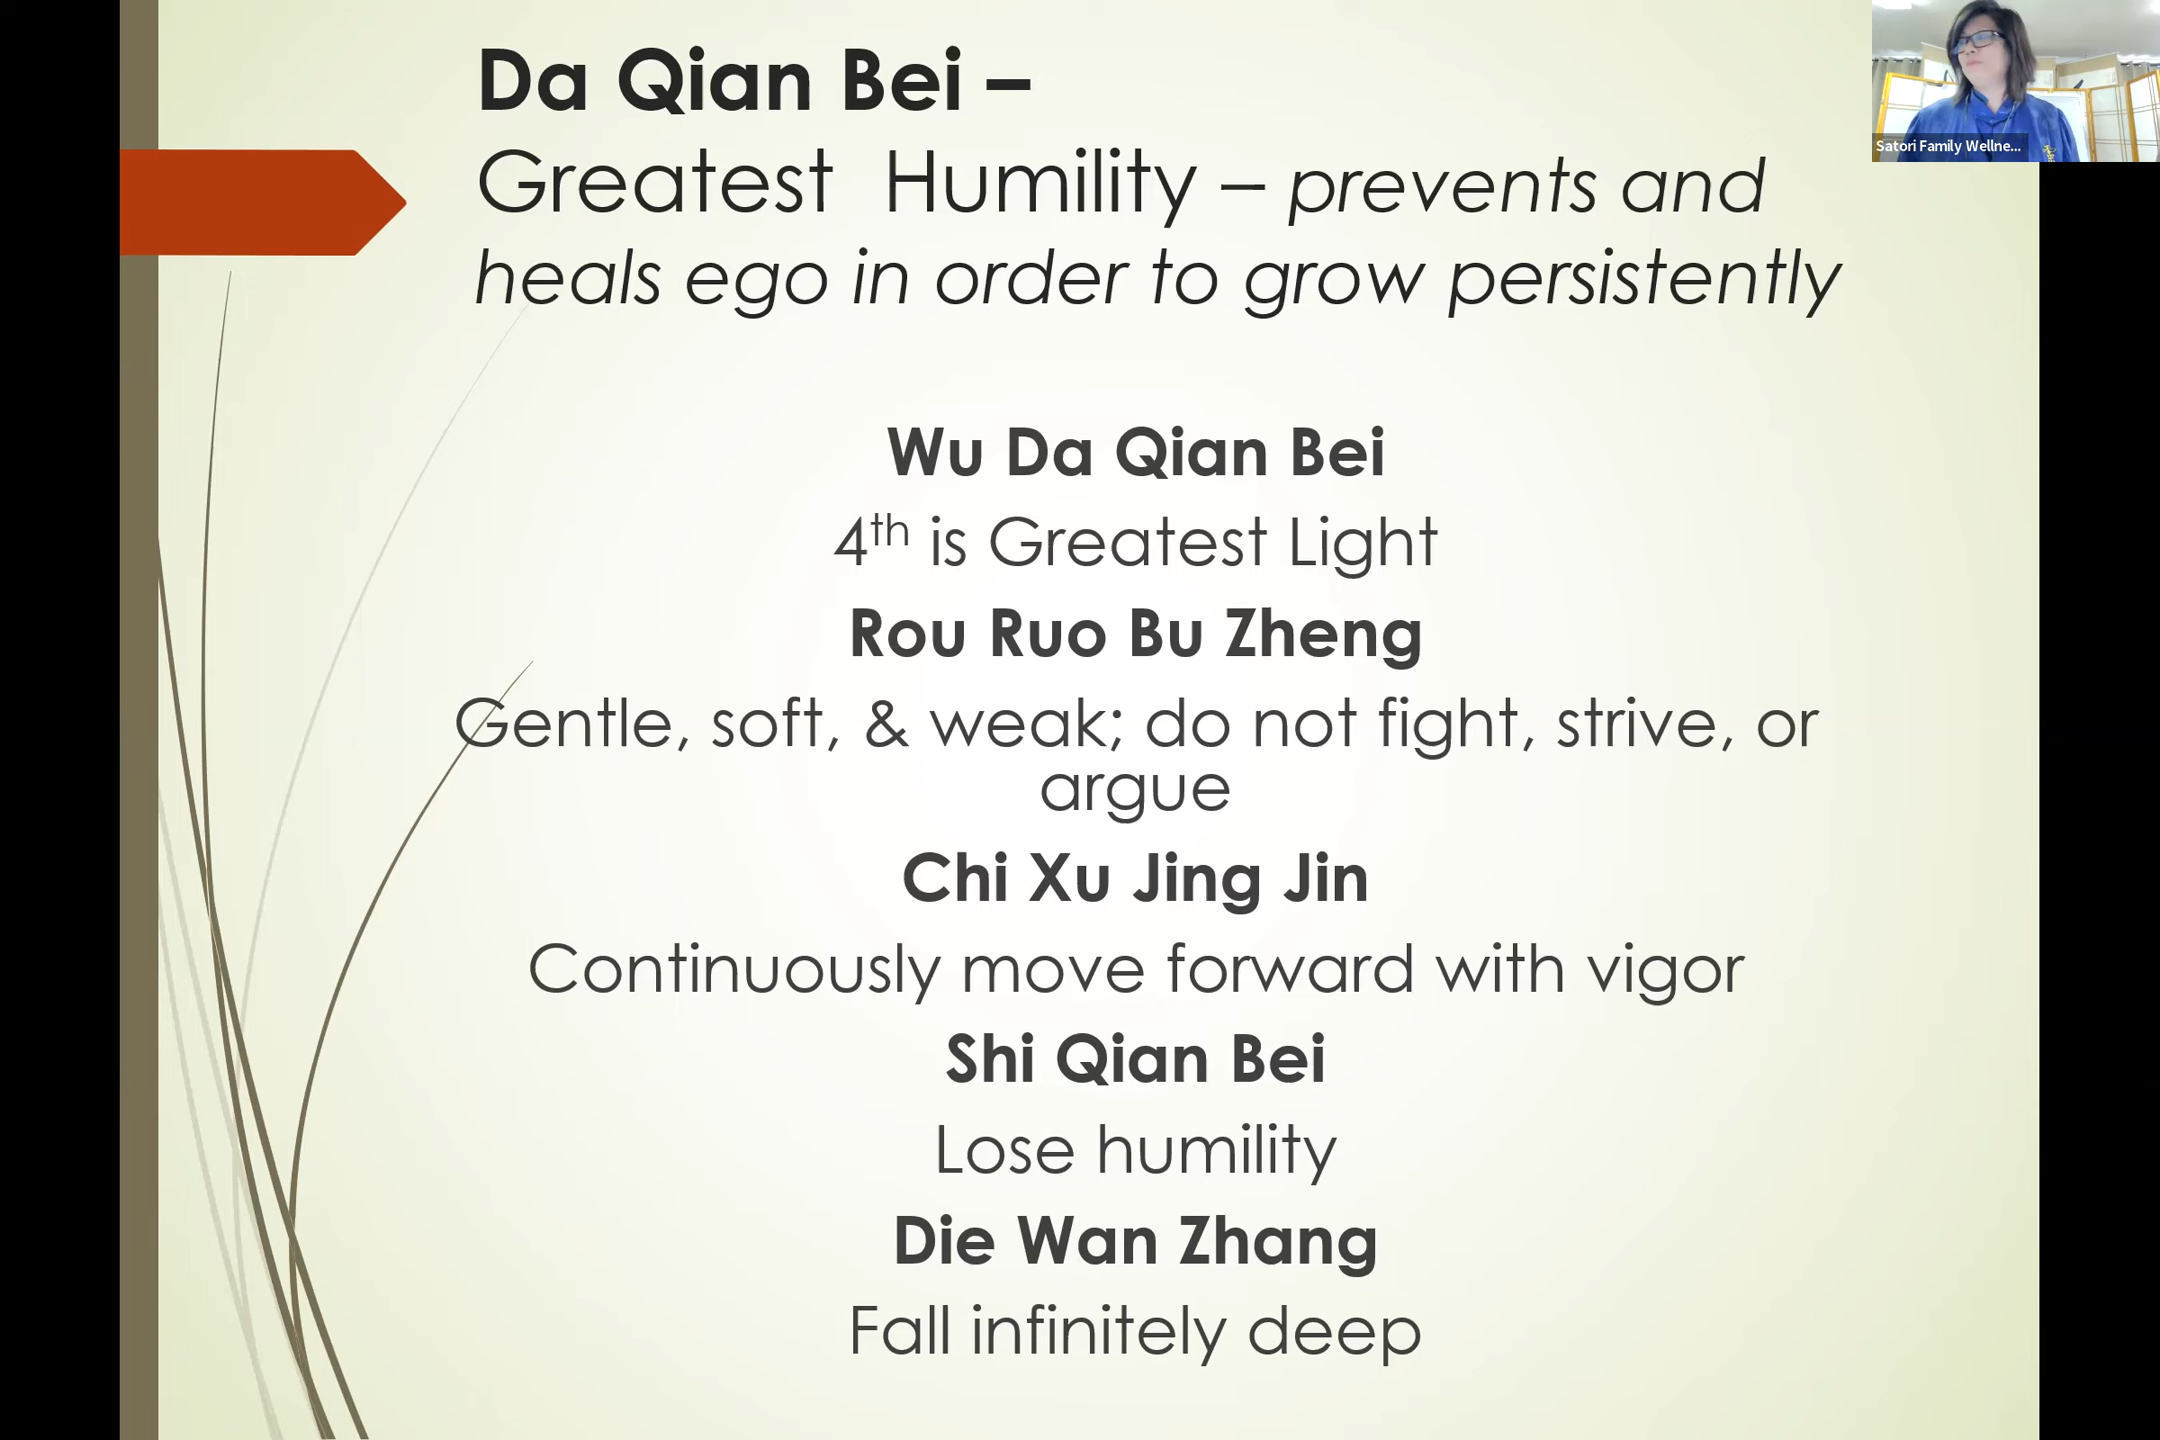 Da Qian Bei –
Greatest  Humility – prevents and
heals ego in order to grow persistently
Satori Family Wellne...
Wu Da Qian Bei
4th is Greatest Light
Rou Ruo Bu Zheng
Gentle, soft, & weak; do not fight, strive, or
argue
Chi Xu Jing Jin
Continuously move forward with vigor
Shi Qian Bei
Lose humility
Die Wan Zhang
Fall infinitely deep